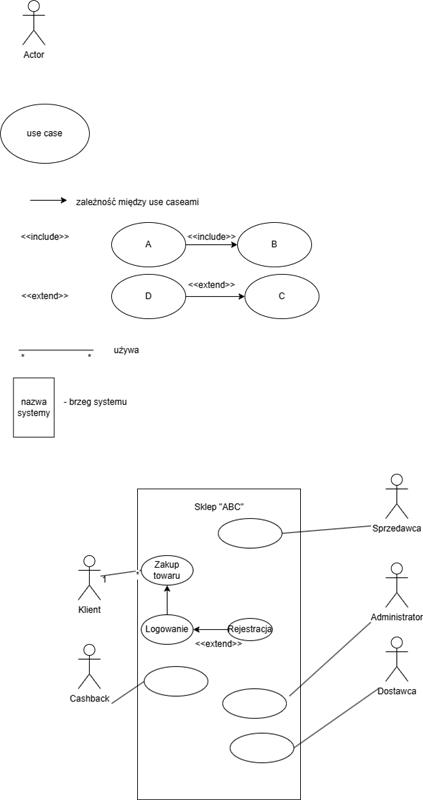 Actor
use case
zależność między use caseami
<<include>>
A
<<include>>
B
<<extend>>
D
<<extend>>
C
* *
używa
nazwa
systemy
- brzeg systemu
Sklep "ABC"
Sprzedawca
Zakup
towaru
1
*
Klient
Administrator
Logowanie
Rejestracja
<<extend>>
Cashback
Dostawca